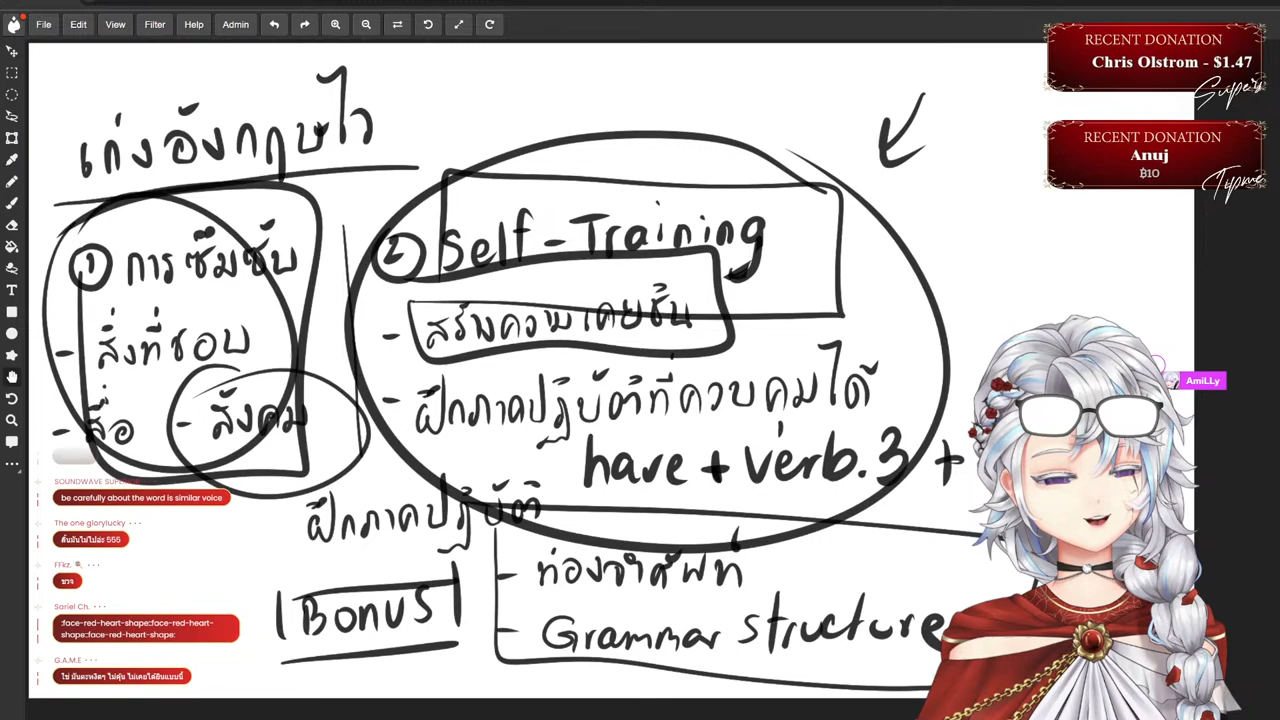 File Edit View Filter Help Admin
เก่งอังกฤษไว
① การซึมซับ
- สิ่งที่ชอบ
- สื่อ - สังคม
② Self-Training
- สร้างความเคยชิน
- ฝึกภาคปฏิบัติที่ควบคุมได้
have + verb.3 +
ฝึกภาคปฏิบัติ
Bonus
- ท่องจำศัพท์
- Grammar structure
RECENT DONATION
Chris Olstrom - $1.47
Supers
RECENT DONATION
Anuj
฿10
Tipme
AmiLLy
be carefully about the word is similar voice
The one glorylucky
FFkz.
ขวจ
Sariel Ch.
:face-red-heart-shape::face-red-heart-
shape::face-red-heart-shape:
G.A.M.E